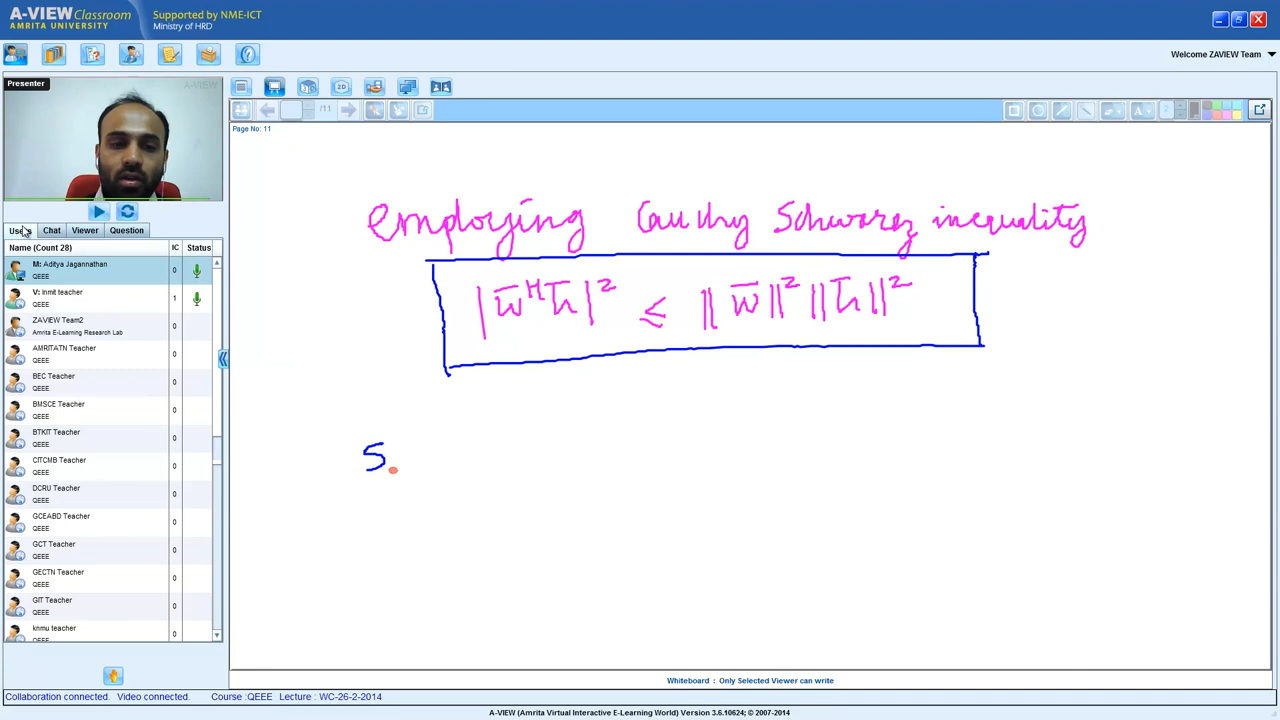 A-VIEW Classroom
AMRITA UNIVERSITY
Supported by NME-ICT
Ministry of HRD
Welcome ZAVIEW Team
Presenter
A-VIEW
2D
/11
A
2
Page No: 11
Employing Cauchy Schwarz inequality
|w̄ᴴh̄|² ≤ ||w̄||² ||h̄||²
S
Chat
Viewer
Question
Name (Count 28)
IC
Status
M: Aditya Jagannathan
QEEE
0
V: Inmit teacher
QEEE
1
ZAVIEW Team2
Amrita E-Learning Research Lab
0
AMRITATN Teacher
QEEE
0
BEC Teacher
QEEE
0
BMSCE Teacher
QEEE
0
BTKIT Teacher
QEEE
0
CITCMB Teacher
QEEE
0
DCRU Teacher
QEEE
0
GCEABD Teacher
QEEE
0
GCT Teacher
QEEE
0
GECTN Teacher
QEEE
0
GIT Teacher
QEEE
0
knmu teacher
QEEE
0
Whiteboard : Only Selected Viewer can write
Collaboration connected. Video connected. Course :QEEE Lecture : WC-26-2-2014
A-VIEW (Amrita Virtual Interactive E-Learning World) Version 3.6.10624; © 2007-2014